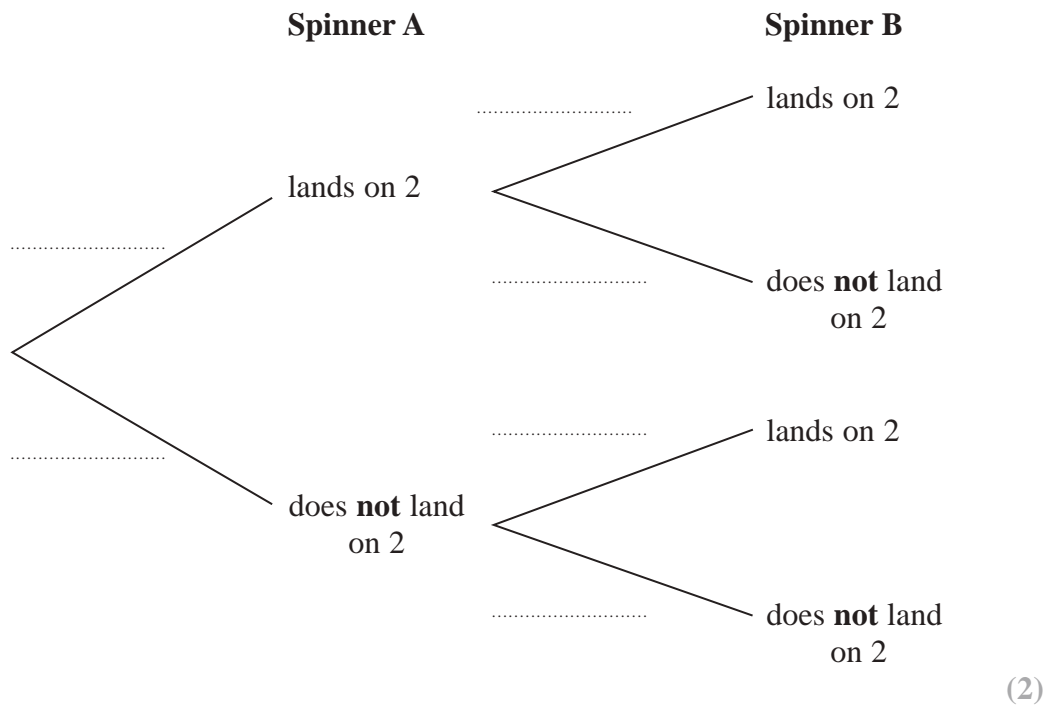 Spinner A
Spinner B
lands on 2
lands on 2
does not land
on 2
lands on 2
does not land
on 2
does not land
on 2
(2)